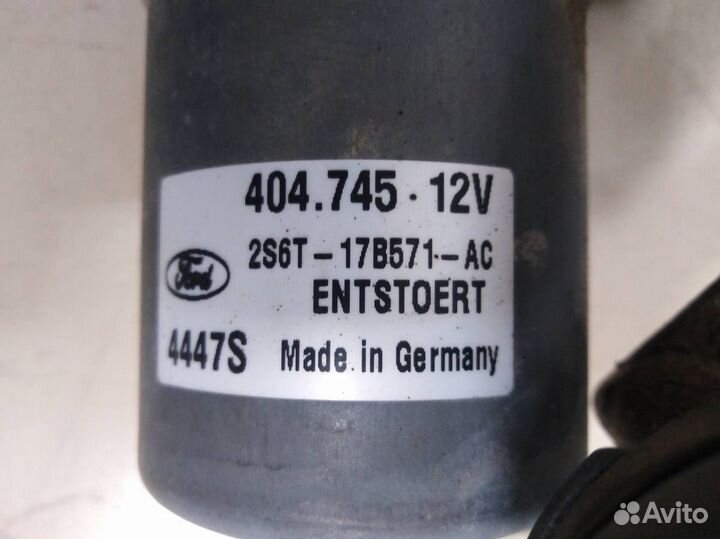 404.745 · 12V
2S6T-17B571-AC
Ford
ENTSTOERT
4447S Made in Germany
Avito